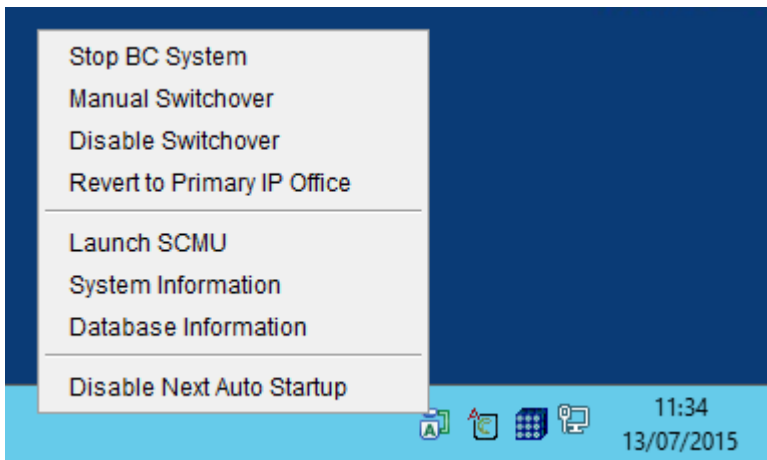 Stop BC System
Manual Switchover
Disable Switchover
Revert to Primary IP Office
Launch SCMU
System Information
Database Information
Disable Next Auto Startup
A
A
11:34
13/07/2015